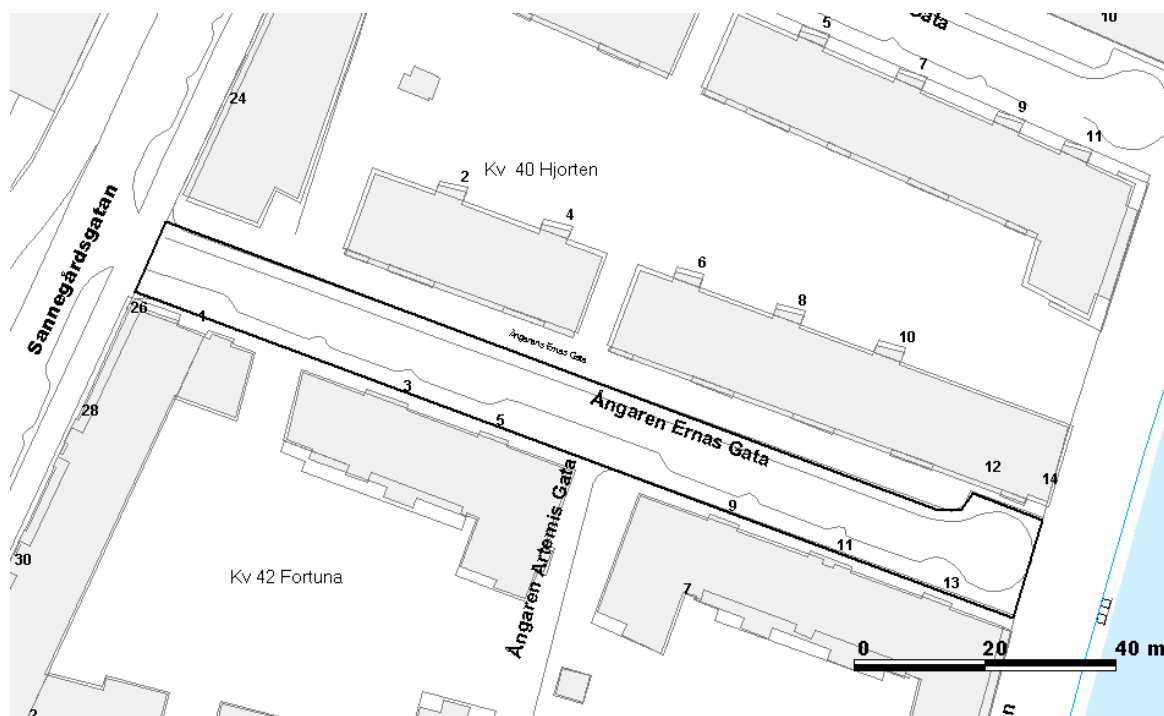 10
Gata
5
7
9
11
24
Kv 40 Hjorten
2
4
Sannegårdsgatan
6
8
10
26
1
Ångarens Ernas Gata
3
5
Ångaren Ernas Gata
28
12
14
Ångaren Artemis Gata
9
11
13
30
Kv 42 Fortuna
7
0 20 40 m
2
n